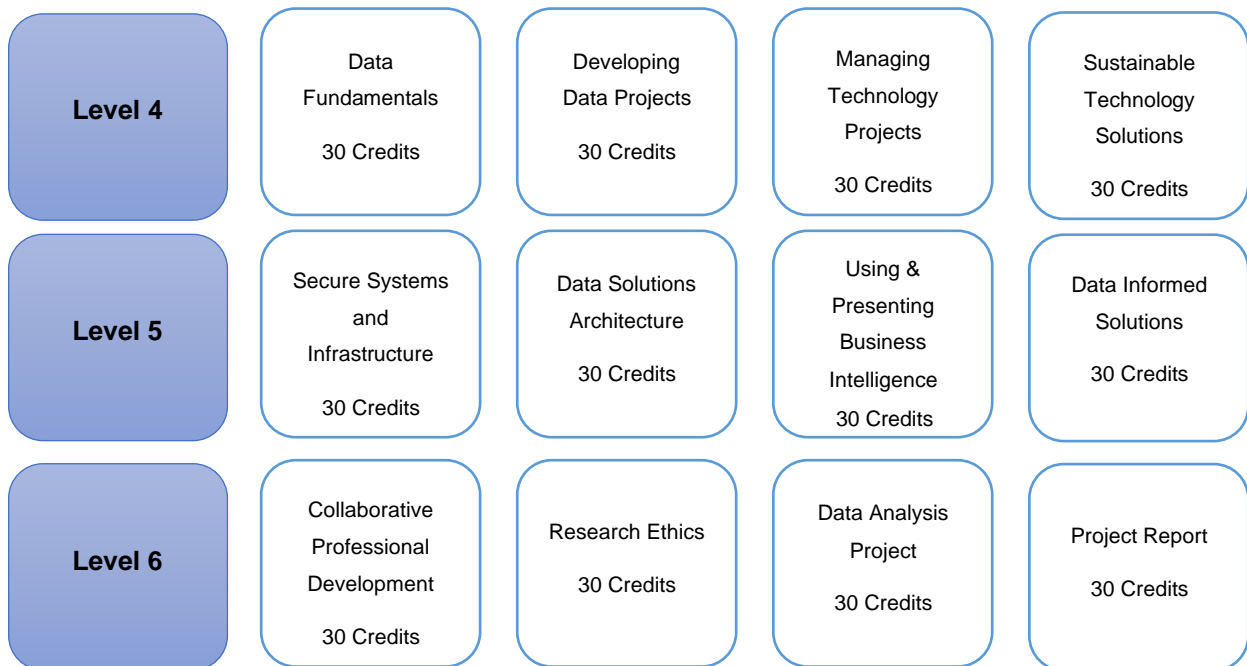 Level 4
Data
Fundamentals
30 Credits
Developing
Data Projects
30 Credits
Managing
Technology
Projects
30 Credits
Sustainable
Technology
Solutions
30 Credits
Level 5
Secure Systems
and
Infrastructure
30 Credits
Data Solutions
Architecture
30 Credits
Using &
Presenting
Business
Intelligence
30 Credits
Data Informed
Solutions
30 Credits
Level 6
Collaborative
Professional
Development
30 Credits
Research Ethics
30 Credits
Data Analysis
Project
30 Credits
Project Report
30 Credits